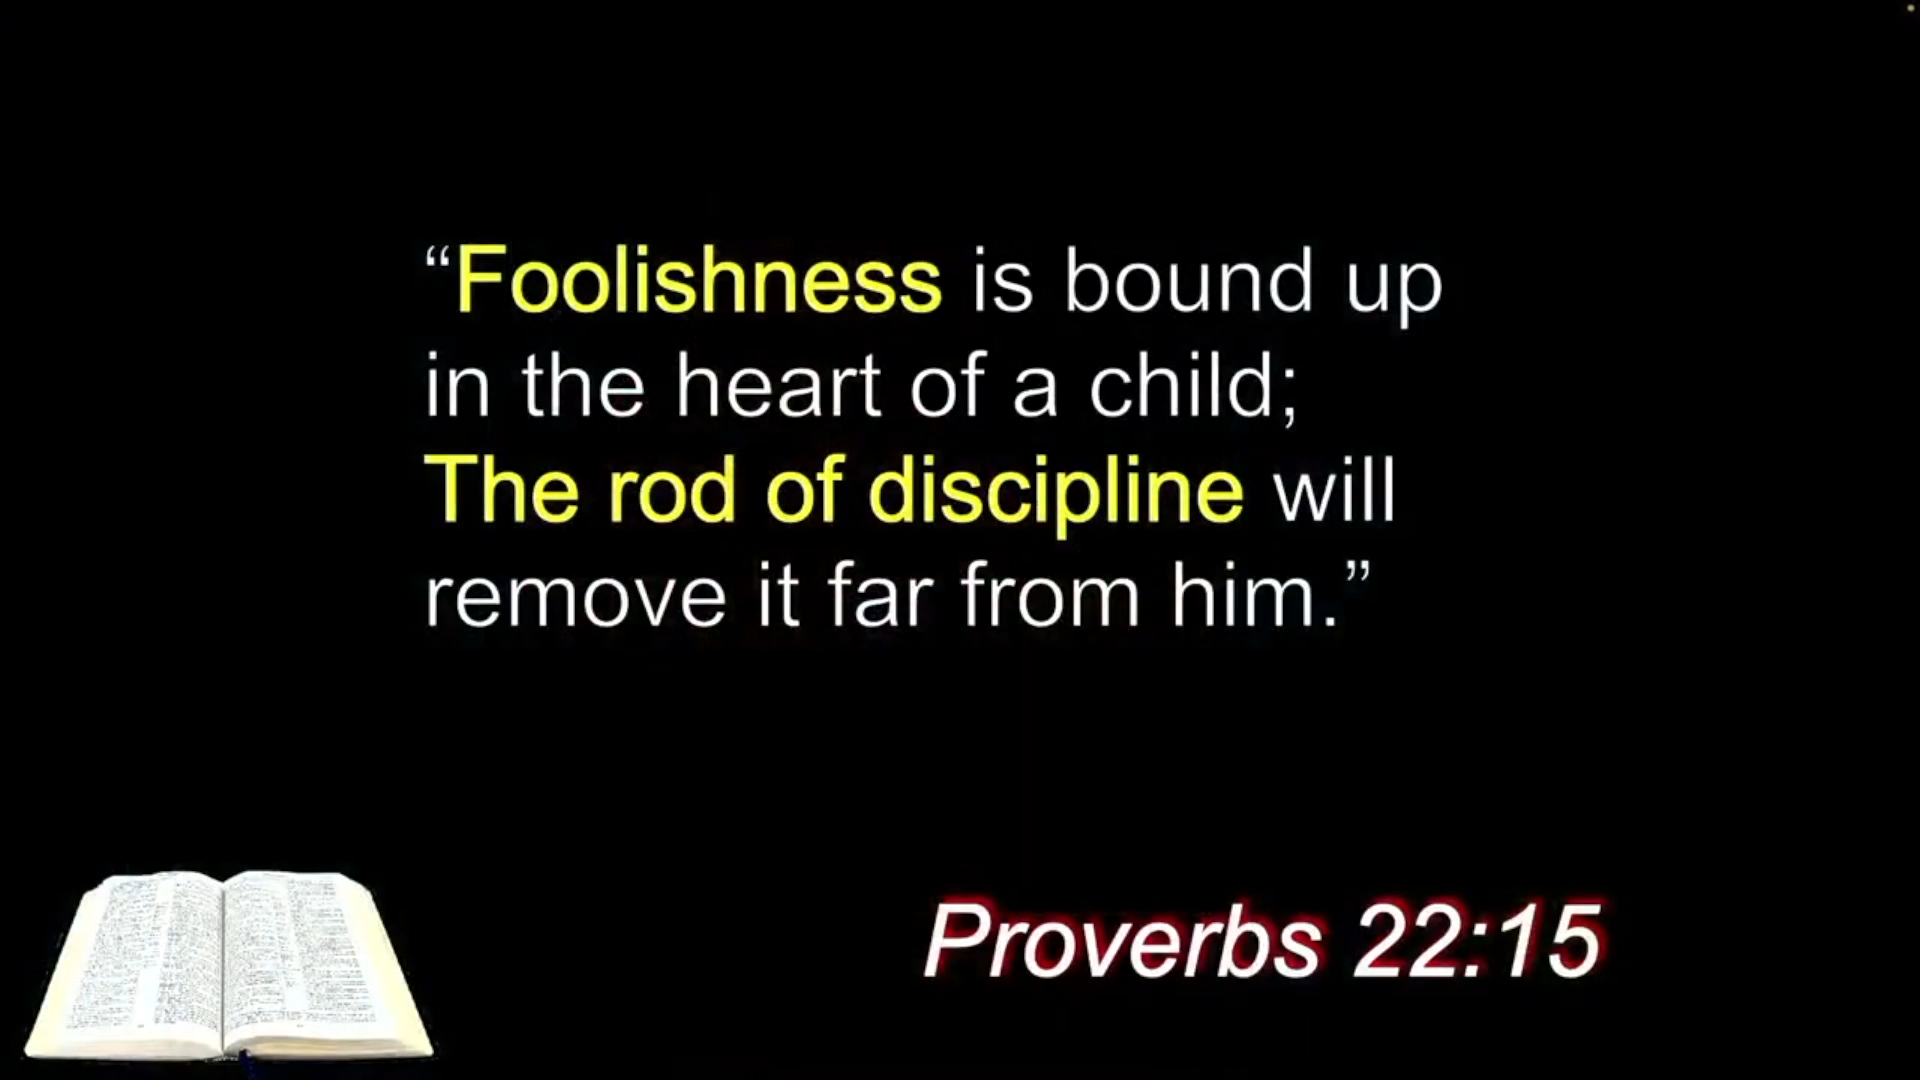 “Foolishness is bound up
in the heart of a child;
The rod of discipline will
remove it far from him.”
Proverbs 22:15